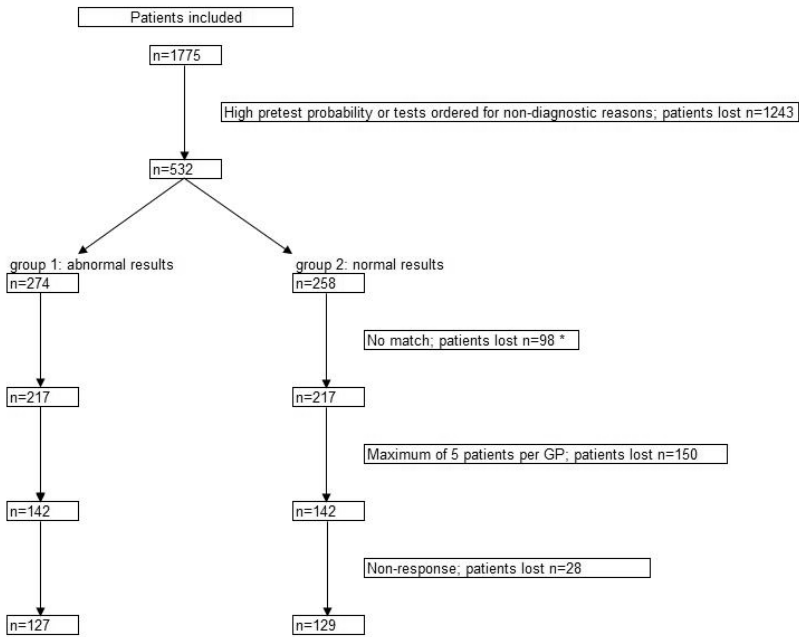 Patients included
n=1775
High pretest probability or tests ordered for non-diagnostic reasons; patients lost n=1243
n=532
group 1: abnormal results
group 2: normal results
n=274
n=258
No match; patients lost n=98 *
n=217
n=217
Maximum of 5 patients per GP; patients lost n=150
n=142
n=142
Non-response; patients lost n=28
n=127
n=129